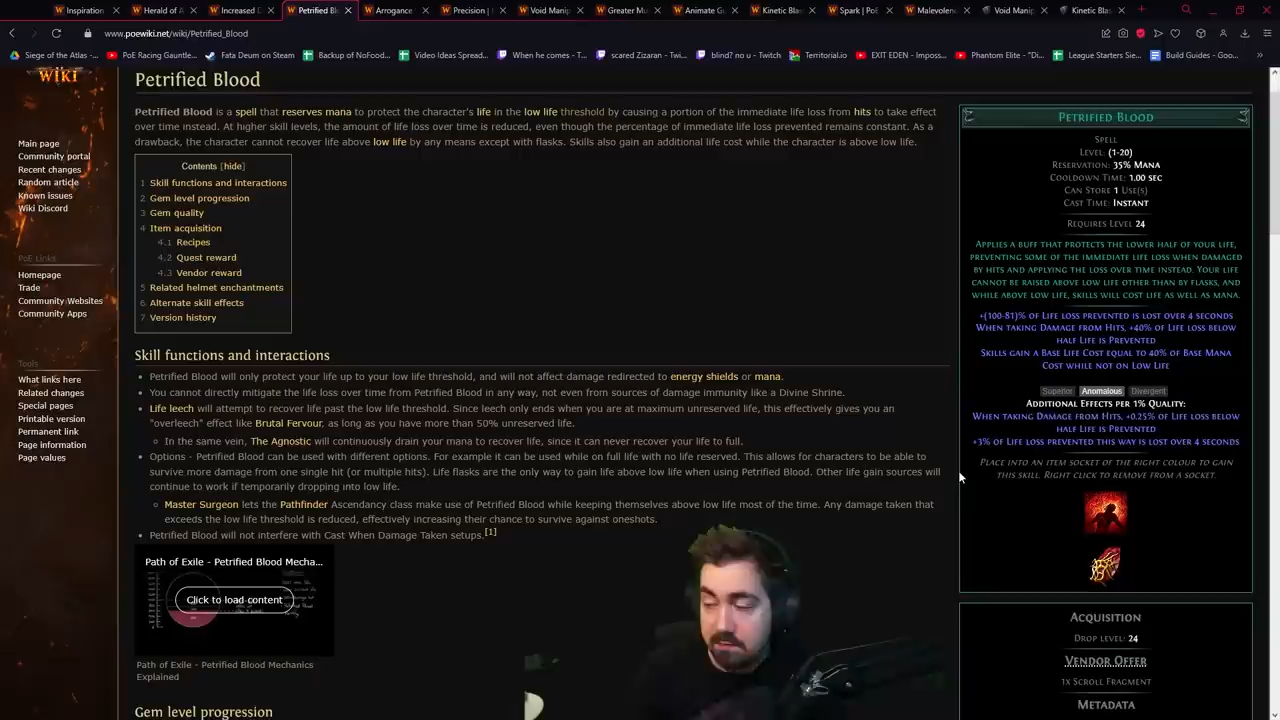 Inspiration
Herald of A
Increased D
Petrified Bl
Arrogance
Precision |
Void Manip
Greater Mu
Animate Gu
Kinetic Blas
Spark | PoE
Malevolenc
Void Manip
Kinetic Blas
www.poewiki.net/wiki/Petrified_Blood
Siege of the Atlas -...
PoE Racing Gauntle...
Fata Deum on Steam
Backup of NoFood...
Video Ideas Spread...
When he comes - T...
scared Zizaran - Twi...
blind? no u - Twitch
Territorial.io
EXIT EDEN - Imposs...
Phantom Elite - "Di...
League Starters Sie...
Build Guides - Goo...
WIKI
Main page
Community portal
Recent changes
Random article
Known issues
Wiki Discord
PoE Links
Homepage
Trade
Community Websites
Community Apps
Tools
What links here
Related changes
Special pages
Printable version
Permanent link
Page information
Page values
Petrified Blood
Petrified Blood is a spell that reserves mana to protect the character's life in the low life threshold by causing a portion of the immediate life loss from hits to take effect
over time instead. At higher skill levels, the amount of life loss over time is reduced, even though the percentage of immediate life loss prevented remains constant. As a
drawback, the character cannot recover life above low life by any means except with flasks. Skills also gain an additional life cost while the character is above low life.
Contents [hide]
1 Skill functions and interactions
2 Gem level progression
3 Gem quality
4 Item acquisition
4.1 Recipes
4.2 Quest reward
4.3 Vendor reward
5 Related helmet enchantments
6 Alternate skill effects
7 Version history
Skill functions and interactions
• Petrified Blood will only protect your life up to your low life threshold, and will not affect damage redirected to energy shields or mana.
• You cannot directly mitigate the life loss over time from Petrified Blood in any way, not even from sources of damage immunity like a Divine Shrine.
• Life leech will attempt to recover life past the low life threshold. Since leech only ends when you are at maximum unreserved life, this effectively gives you an
"overleech" effect like Brutal Fervour, as long as you have more than 50% unreserved life.
• In the same vein, The Agnostic will continuously drain your mana to recover life, since it can never recover your life to full.
• Options - Petrified Blood can be used with different options. For example it can be used while on full life with no life reserved. This allows for characters to be able to
survive more damage from one single hit (or multiple hits). Life flasks are the only way to gain life above low life when using Petrified Blood. Other life gain sources will
continue to work if temporarily dropping into low life.
• Master Surgeon lets the Pathfinder Ascendancy class make use of Petrified Blood while keeping themselves above low life most of the time. Any damage taken that
exceeds the low life threshold is reduced, effectively increasing their chance to survive against oneshots.
• Petrified Blood will not interfere with Cast When Damage Taken setups.[1]
Path of Exile - Petrified Blood Mecha...
Click to load content
Path of Exile - Petrified Blood Mechanics
Explained
Gem level progression
Petrified Blood
Spell
Level: (1-20)
Reservation: 35% Mana
Cooldown Time: 1.00 sec
Can Store 1 Use(s)
Cast Time: Instant
Requires Level 24
Applies a buff that protects the lower half of your life,
preventing some of the immediate life loss when damaged
by hits and applying the loss over time instead. Your life
cannot be raised above low life other than by flasks,
and while above low life, skills will cost life as well as mana.
+(100-81)% of Life loss prevented is lost over 4 seconds
When taking Damage from Hits, +40% of Life loss below
half Life is Prevented
Skills gain a Base Life Cost equal to 40% of Base Mana
Cost while not on Low Life
Superior Anomalous Divergent
Additional Effects per 1% Quality:
When taking Damage from Hits, +0.25% of Life loss below
half Life is Prevented
+3% of Life loss prevented this way is lost over 4 seconds
Place into an item socket of the right colour to gain
this skill. Right click to remove from a socket.
Acquisition
Drop level: 24
Vendor Offer
1x Scroll Fragment
Metadata